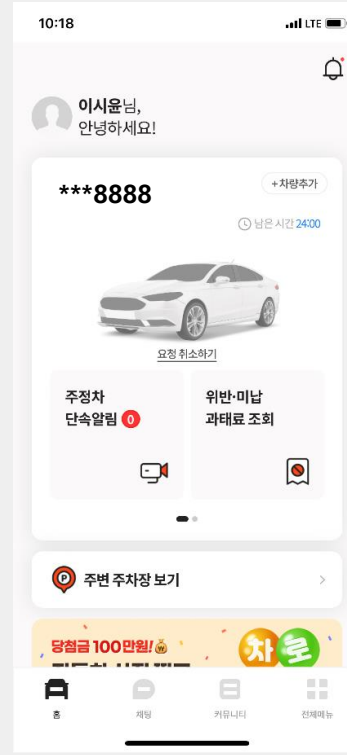 10:18
LTE
이시윤님,
안녕하세요!
***8888
+차량추가
남은시간 24:00
요청 취소하기
주정차
단속알림 0
위반·미납
과태료 조회
P
주변 주차장 보기
당첨금 100만원!
차로
홈
채팅
커뮤니티
전체메뉴